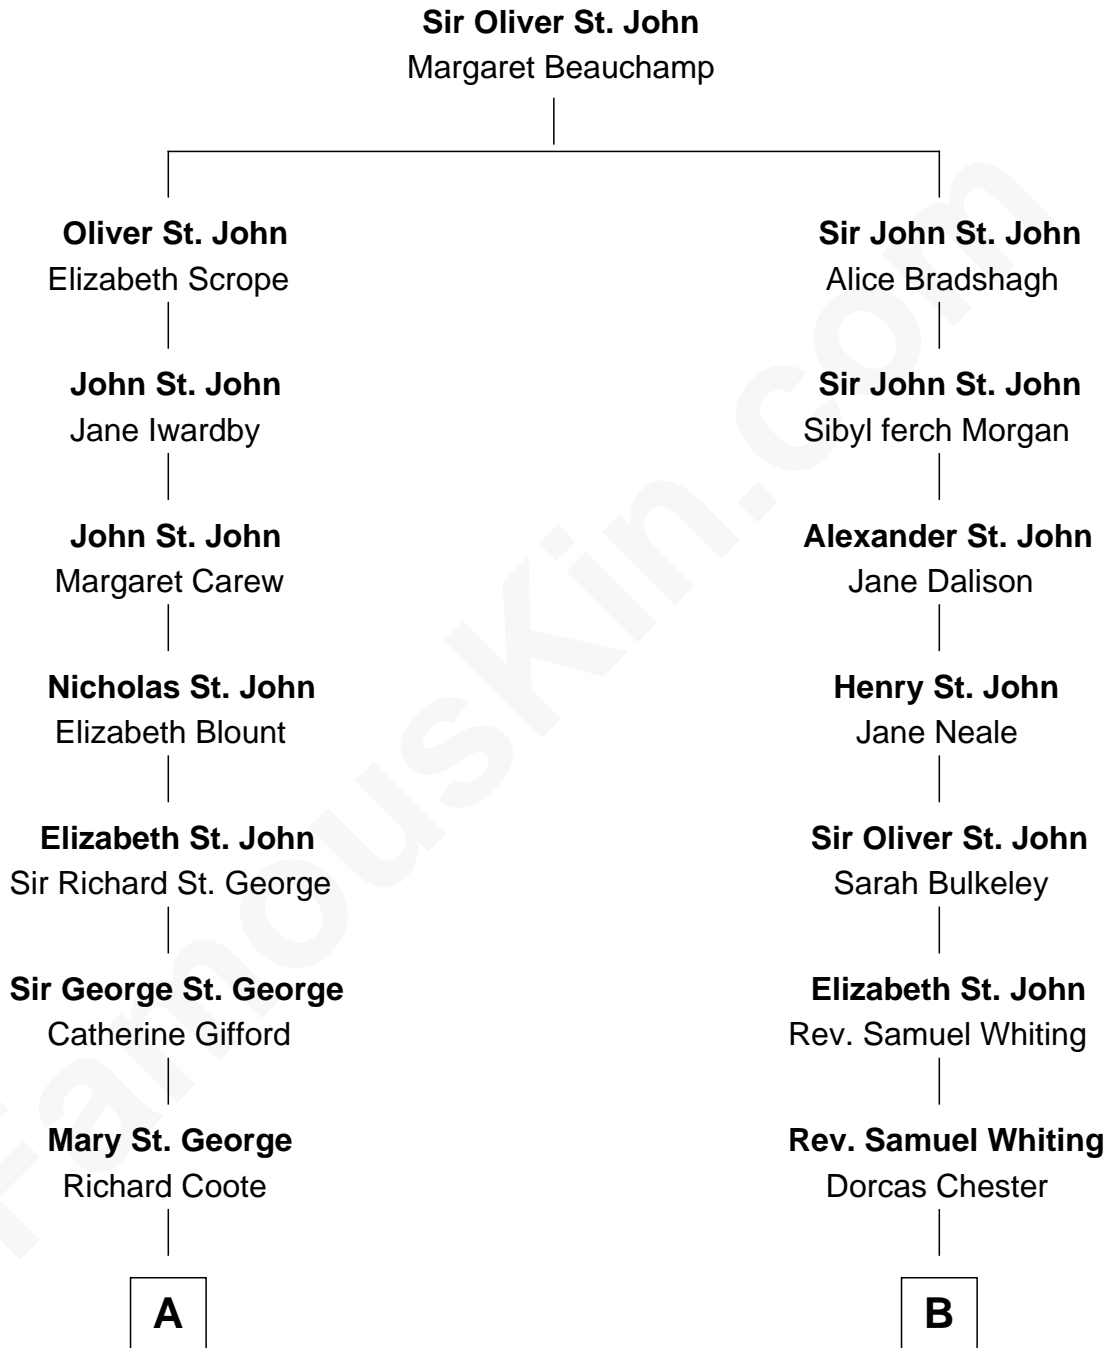 Sir Oliver St. John
Margaret Beauchamp
Oliver St. John
Elizabeth Scrope
John St. John
Jane Iwardby
John St. John
Margaret Carew
Nicholas St. John
Elizabeth Blount
Elizabeth St. John
Sir Richard St. George
Sir George St. George
Catherine Gifford
Mary St. George
Richard Coote
A
Sir John St. John
Alice Bradshagh
Sir John St. John
Sibyl ferch Morgan
Alexander St. John
Jane Dalison
Henry St. John
Jane Neale
Sir Oliver St. John
Sarah Bulkeley
Elizabeth St. John
Rev. Samuel Whiting
Rev. Samuel Whiting
Dorcas Chester
B
FamousKin.com